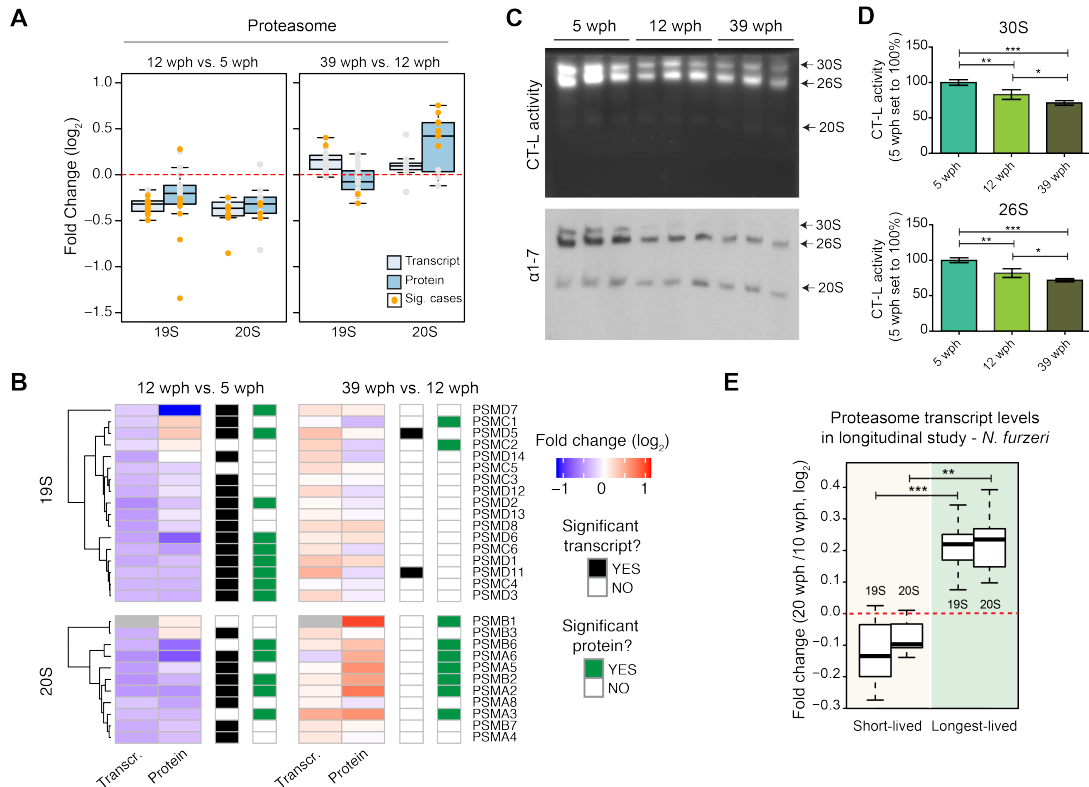 A
Proteasome
12 wph vs. 5 wph
39 wph vs. 12 wph
Fold Change (log2)
1.0
0.5
0.0
−0.5
−1.0
−1.5
Transcript
Protein
Sig. cases
19S
20S
19S
20S
B
12 wph vs. 5 wph
39 wph vs. 12 wph
19S
PSMD7
PSMC1
PSMD5
PSMC2
PSMD14
PSMC5
PSMC3
PSMD12
PSMD2
PSMD13
PSMD8
PSMD6
PSMC6
PSMD1
PSMD11
PSMC4
PSMD3
20S
PSMB1
PSMB3
PSMB6
PSMA6
PSMA5
PSMB2
PSMA2
PSMA8
PSMA3
PSMB7
PSMA4
Transcr.
Protein
Transcr.
Protein
Fold change (log2)
−1
0
1
Significant
transcript?
YES
NO
Significant
protein?
YES
NO
C
5 wph
12 wph
39 wph
CT-L activity
30S
26S
20S
α1-7
30S
26S
20S
D
30S
CT-L activity
(5 wph set to 100%)
150
100
50
0
***
**
*
5 wph
12 wph
39 wph
26S
CT-L activity
(5 wph set to 100%)
150
100
50
0
***
**
*
5 wph
12 wph
39 wph
E
Proteasome transcript levels
in longitudinal study - N. furzeri
Fold change (20 wph /10 wph, log2)
0.4
0.3
0.2
0.1
0.0
−0.1
−0.2
−0.3
**
***
19S
20S
19S
20S
Short-lived
Longest-lived